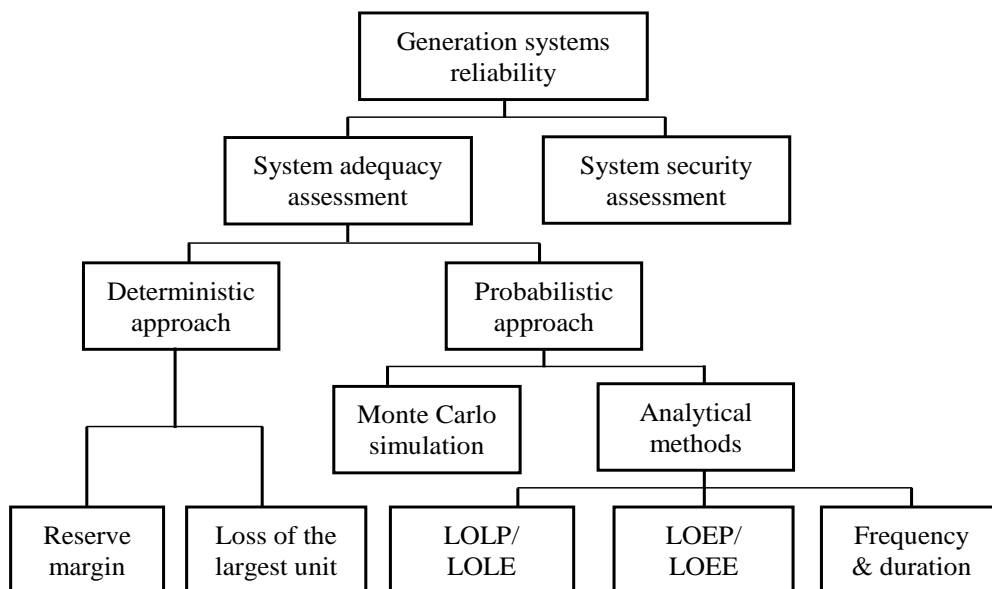 Generation systems
reliability
System adequacy
assessment
System security
assessment
Deterministic
approach
Probabilistic
approach
Monte Carlo
simulation
Analytical
methods
Reserve
margin
Loss of the
largest unit
LOLP/
LOLE
LOEP/
LOEE
Frequency
& duration